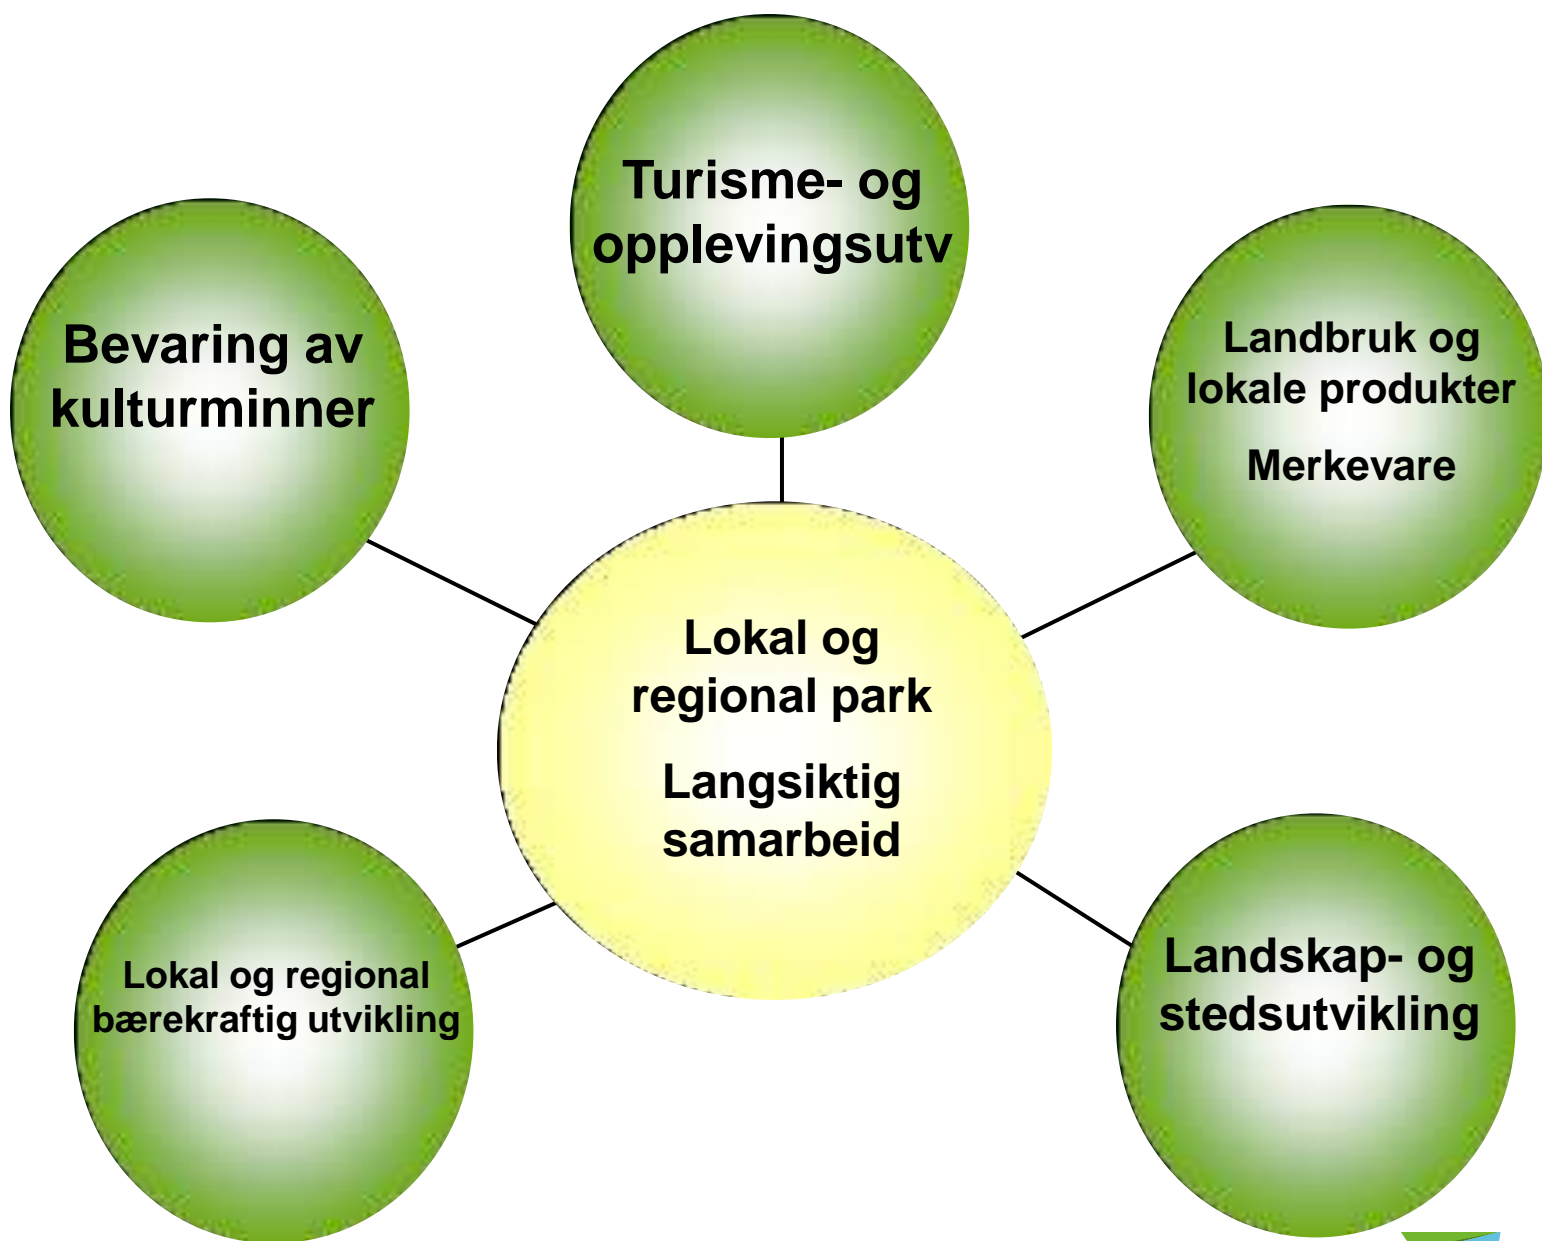 Turisme- og
opplevingsutv
Bevaring av
kulturminner
Landbruk og
lokale produkter
Merkevare
Lokal og
regional park
Langsiktig
samarbeid
Lokal og regional
bærekraftig utvikling
Landskap- og
stedsutvikling